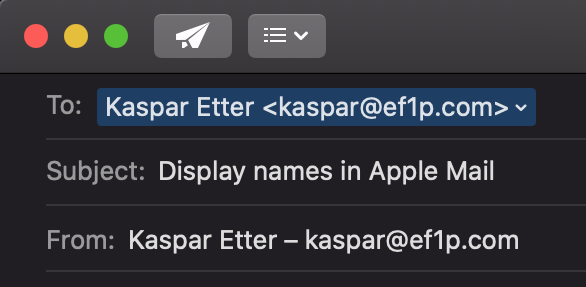 To: Kaspar Etter <kaspar@ef1p.com>
Subject: Display names in Apple Mail
From: Kaspar Etter – kaspar@ef1p.com